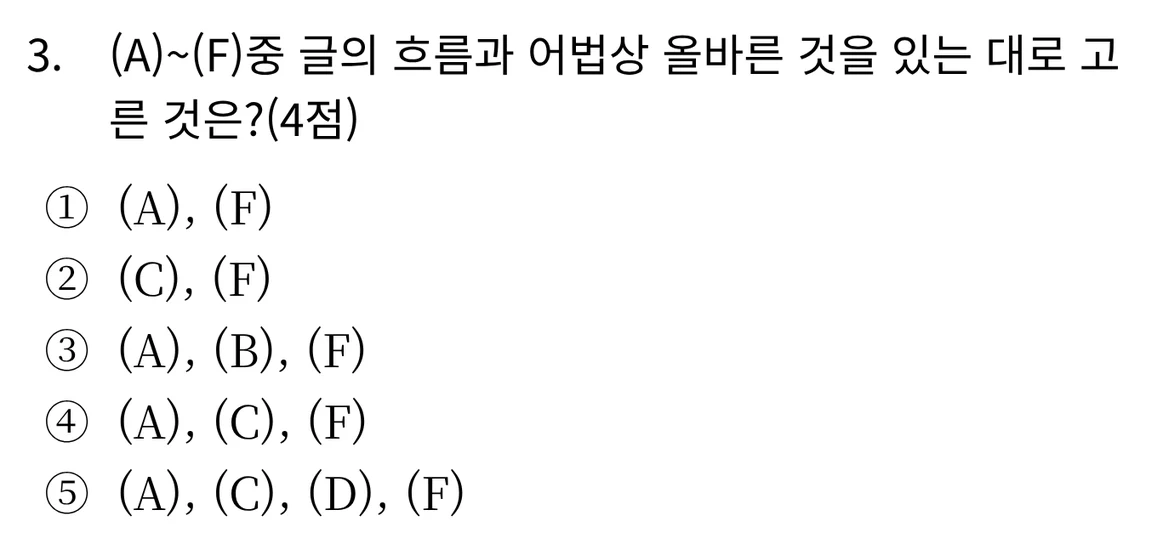 3. (A)~(F)중 글의 흐름과 어법상 올바른 것을 있는 대로 고
른 것은?(4점)
① (A), (F)
② (C), (F)
③ (A), (B), (F)
④ (A), (C), (F)
⑤ (A), (C), (D), (F)